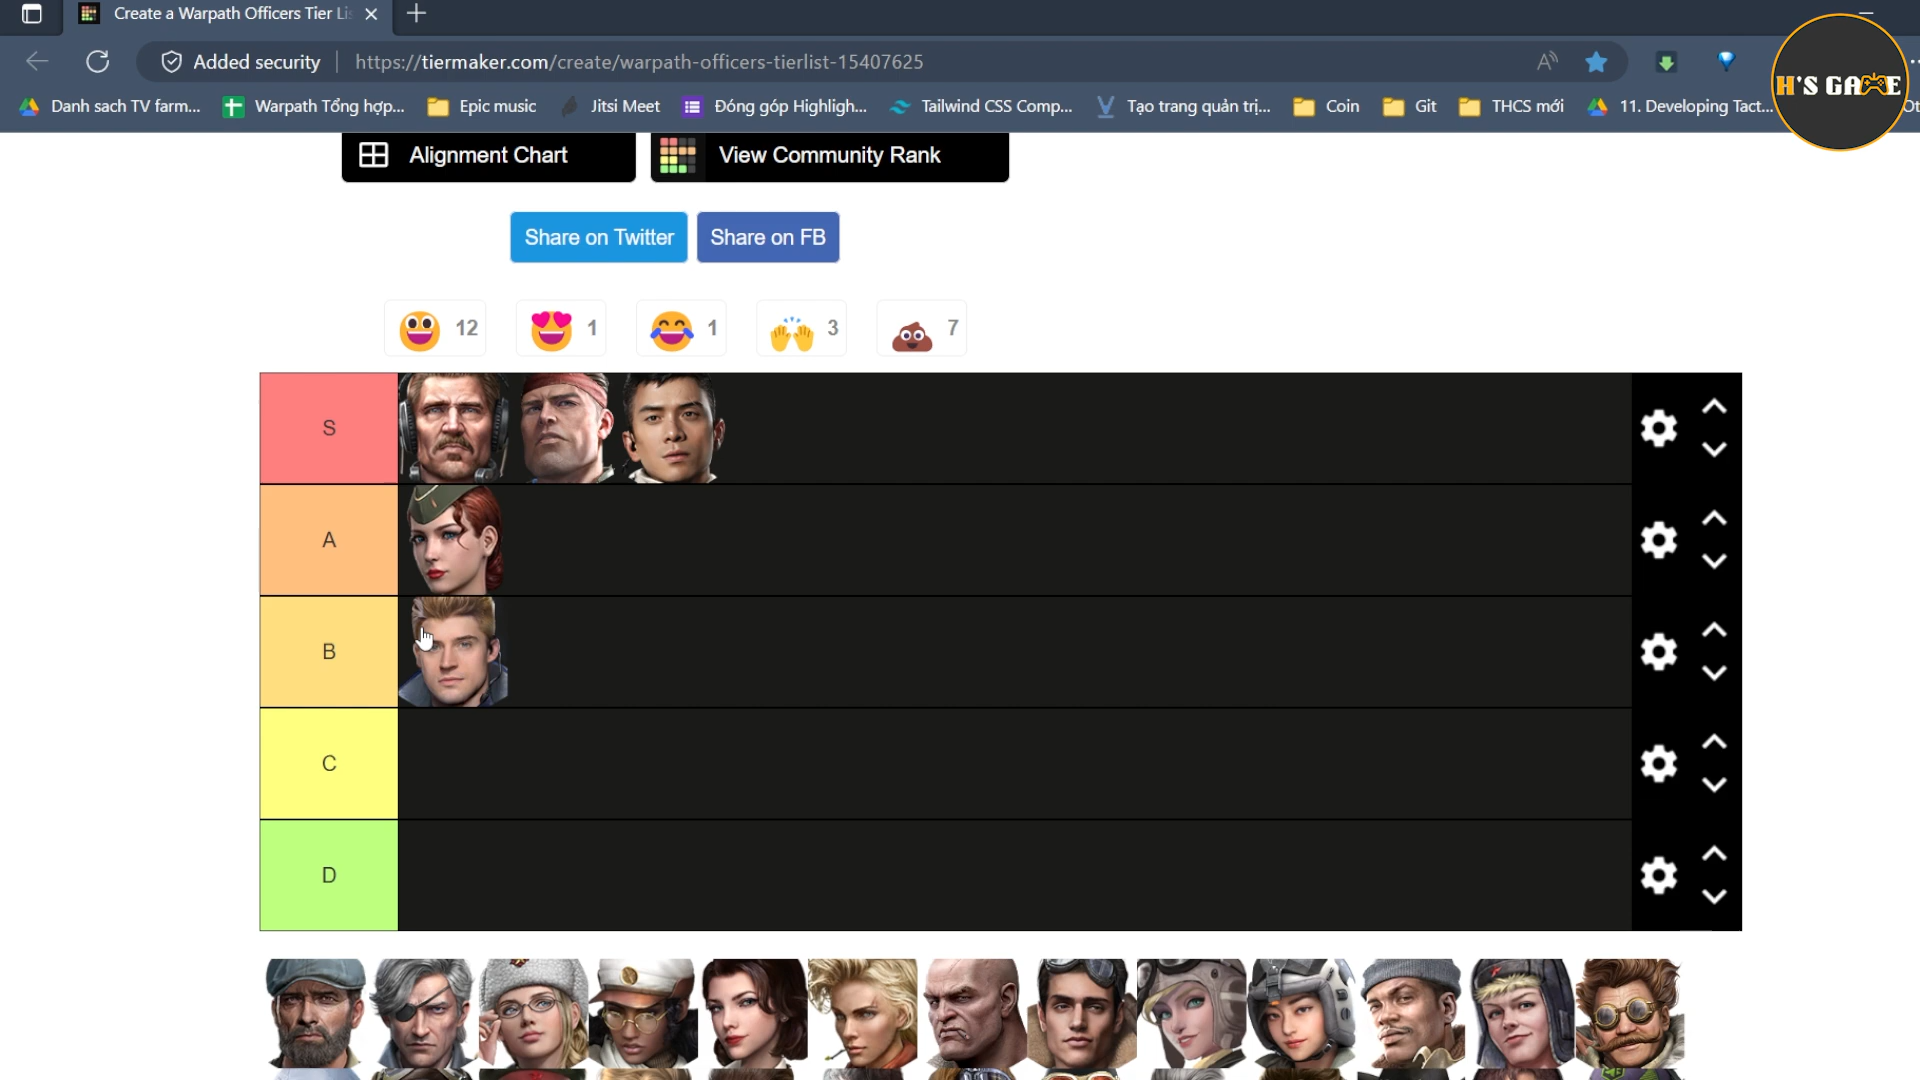 Create a Warpath Officers Tier Lis
Added security
https://tiermaker.com/create/warpath-officers-tierlist-15407625
H'S GAME
Danh sach TV farm...
Warpath Tổng hợp...
Epic music
Jitsi Meet
Đóng góp Highligh...
Tailwind CSS Comp...
Tạo trang quản trị...
Coin
Git
THCS mới
11. Developing Tact...
Ot
Alignment Chart
View Community Rank
Share on Twitter
Share on FB
12
1
1
3
7
S
A
B
C
D